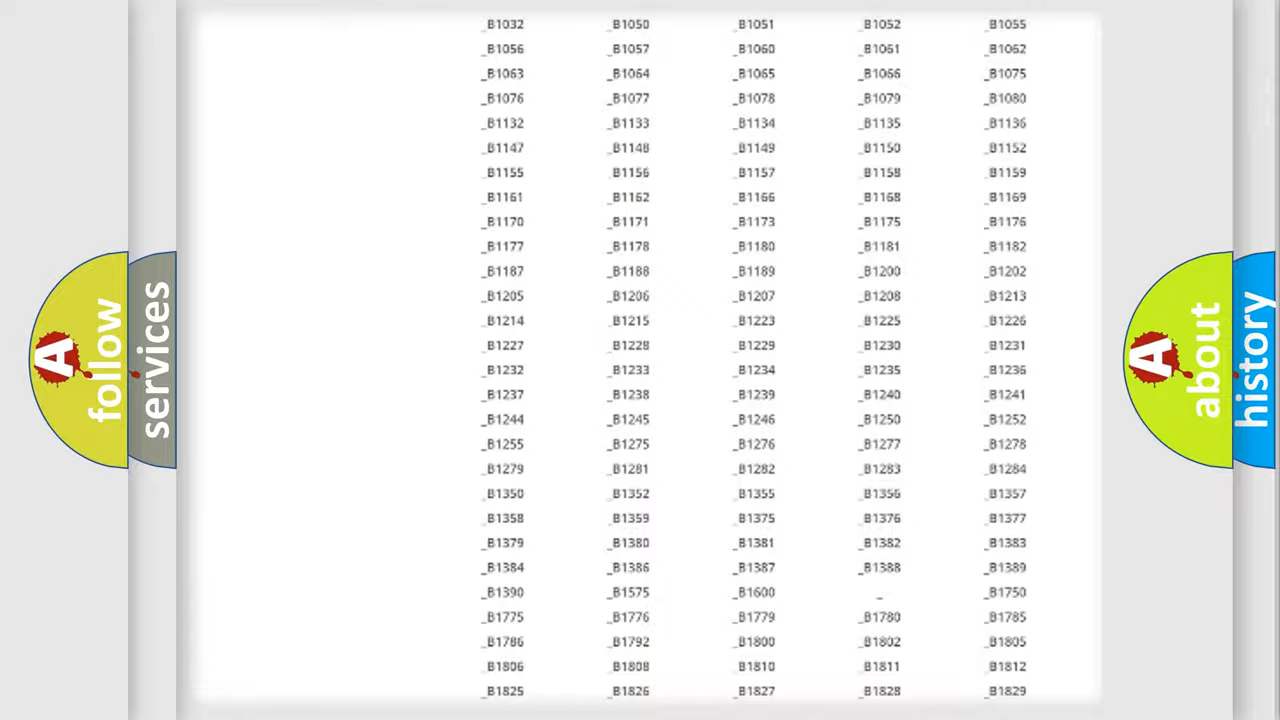 _B1032 _B1050 _B1051 _B1052 _B1055
_B1056 _B1057 _B1060 _B1061 _B1062
_B1063 _B1064 _B1065 _B1066 _B1075
_B1076 _B1077 _B1078 _B1079 _B1080
_B1132 _B1133 _B1134 _B1135 _B1136
_B1147 _B1148 _B1149 _B1150 _B1152
_B1155 _B1156 _B1157 _B1158 _B1159
_B1161 _B1162 _B1166 _B1168 _B1169
_B1170 _B1171 _B1173 _B1175 _B1176
_B1177 _B1178 _B1180 _B1181 _B1182
_B1187 _B1188 _B1189 _B1200 _B1202
_B1205 _B1206 _B1207 _B1208 _B1213
_B1214 _B1215 _B1223 _B1225 _B1226
_B1227 _B1228 _B1229 _B1230 _B1231
_B1232 _B1233 _B1234 _B1235 _B1236
_B1237 _B1238 _B1239 _B1240 _B1241
_B1244 _B1245 _B1246 _B1250 _B1252
_B1255 _B1275 _B1276 _B1277 _B1278
_B1279 _B1281 _B1282 _B1283 _B1284
_B1350 _B1352 _B1355 _B1356 _B1357
_B1358 _B1359 _B1375 _B1376 _B1377
_B1379 _B1380 _B1381 _B1382 _B1383
_B1384 _B1386 _B1387 _B1388 _B1389
_B1390 _B1575 _B1600 _ _B1750
_B1775 _B1776 _B1779 _B1780 _B1785
_B1786 _B1792 _B1800 _B1802 _B1805
_B1806 _B1808 _B1810 _B1811 _B1812
_B1825 _B1826 _B1827 _B1828 _B1829
A
follow
services
A
about
history